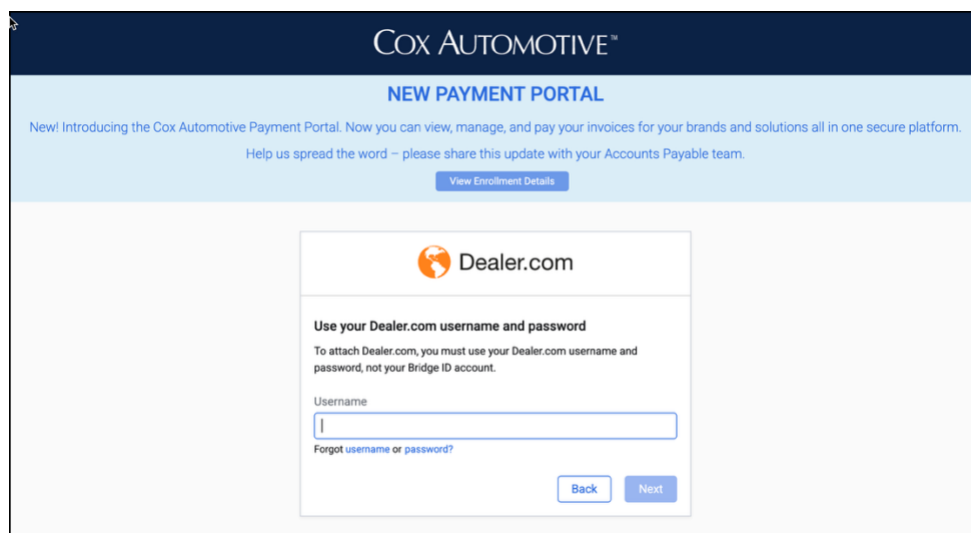 COX AUTOMOTIVE™
NEW PAYMENT PORTAL
New! Introducing the Cox Automotive Payment Portal. Now you can view, manage, and pay your invoices for your brands and solutions all in one secure platform.
Help us spread the word – please share this update with your Accounts Payable team.
View Enrollment Details
Dealer.com
Use your Dealer.com username and password
To attach Dealer.com, you must use your Dealer.com username and
password, not your Bridge ID account.
Username
Forgot username or password?
Back Next